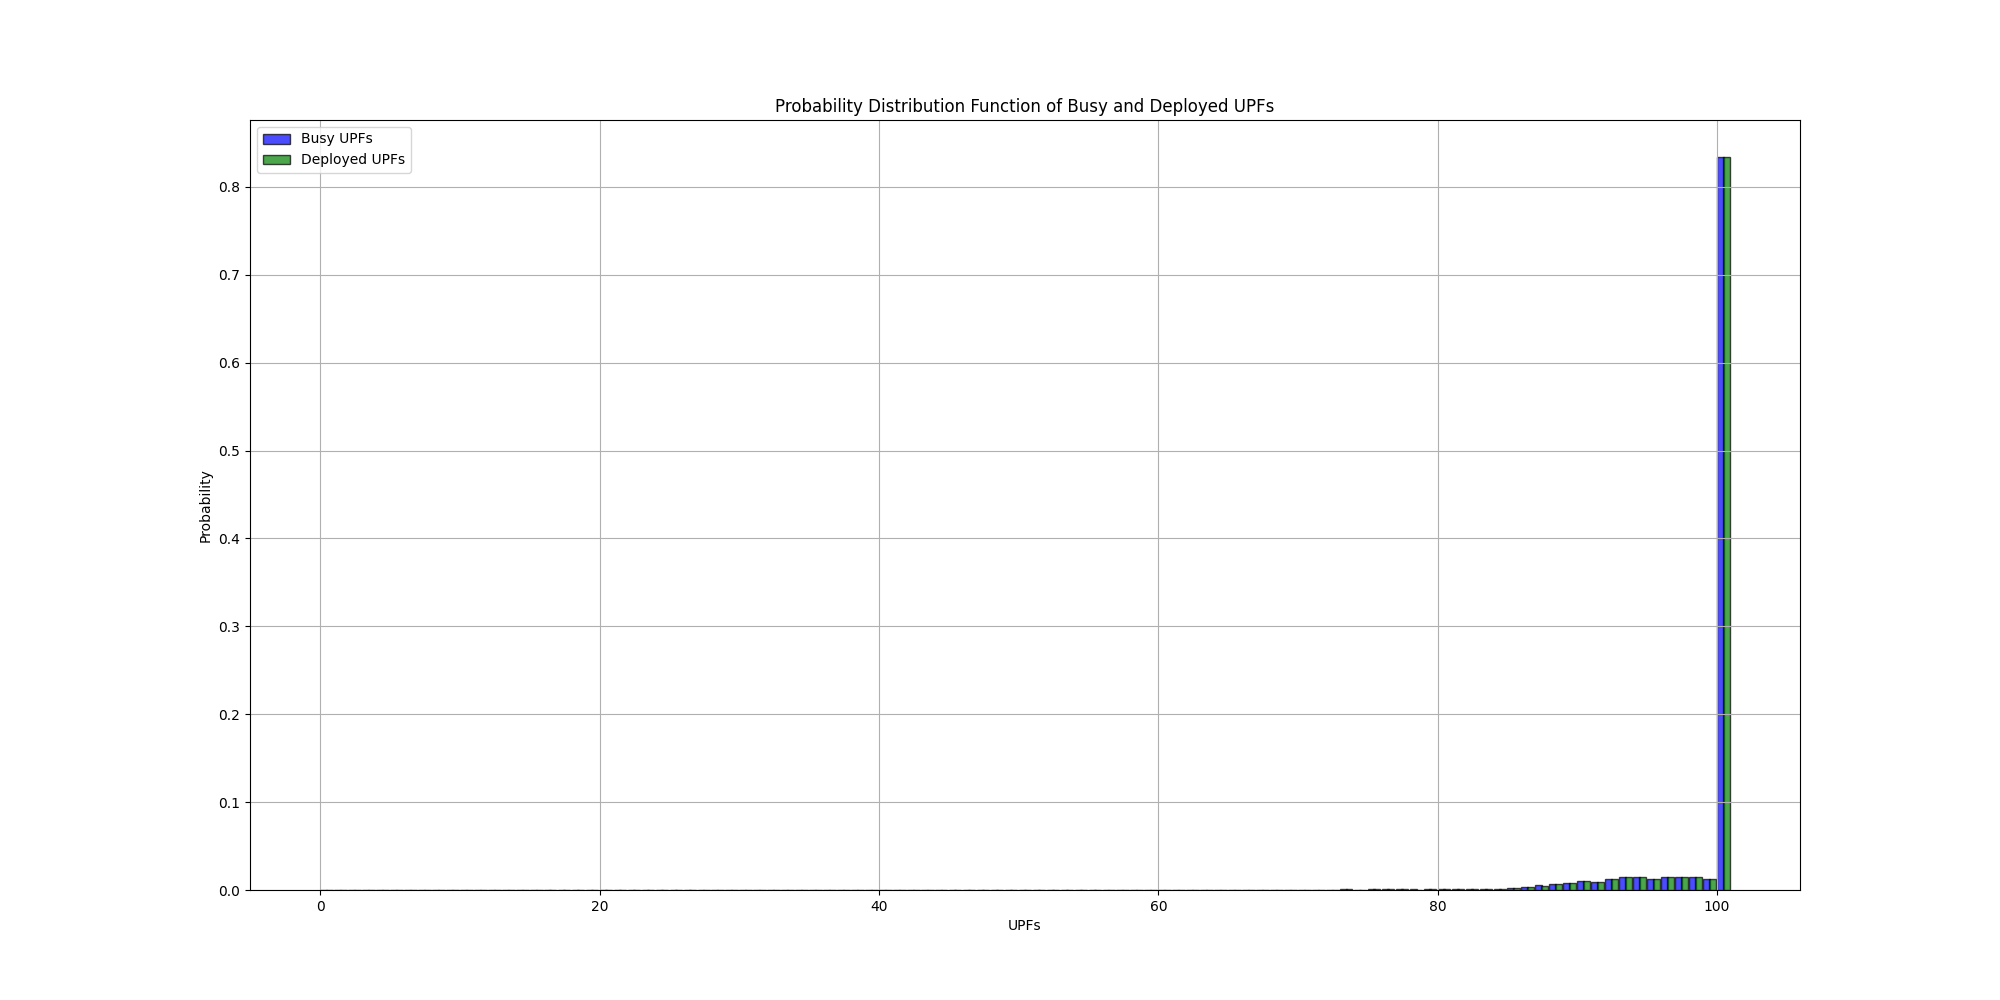 Probability Distribution Function of Busy and Deployed UPFs
Busy UPFs
Deployed UPFs
Probability
0.8
0.7
0.6
0.5
0.4
0.3
0.2
0.1
0.0
0 20 40 60 80 100
UPFs